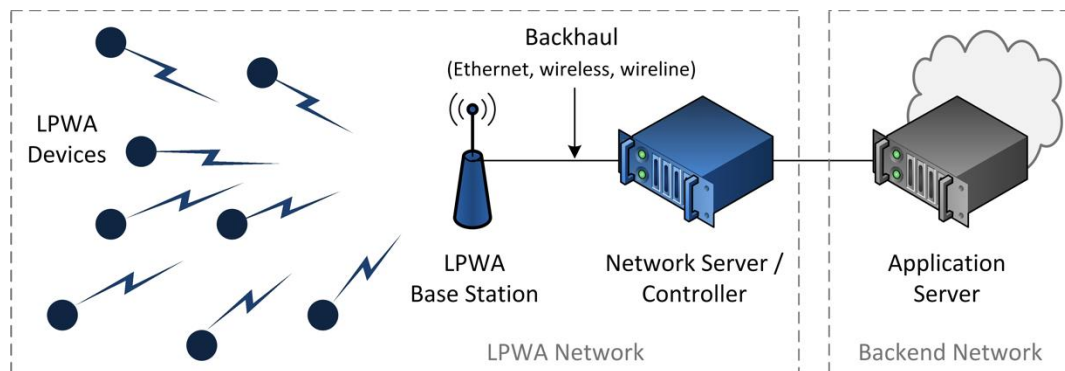 Backhaul
(Ethernet, wireless, wireline)
LPWA
Devices
LPWA
Base Station
Network Server /
Controller
Application
Server
LPWA Network
Backend Network